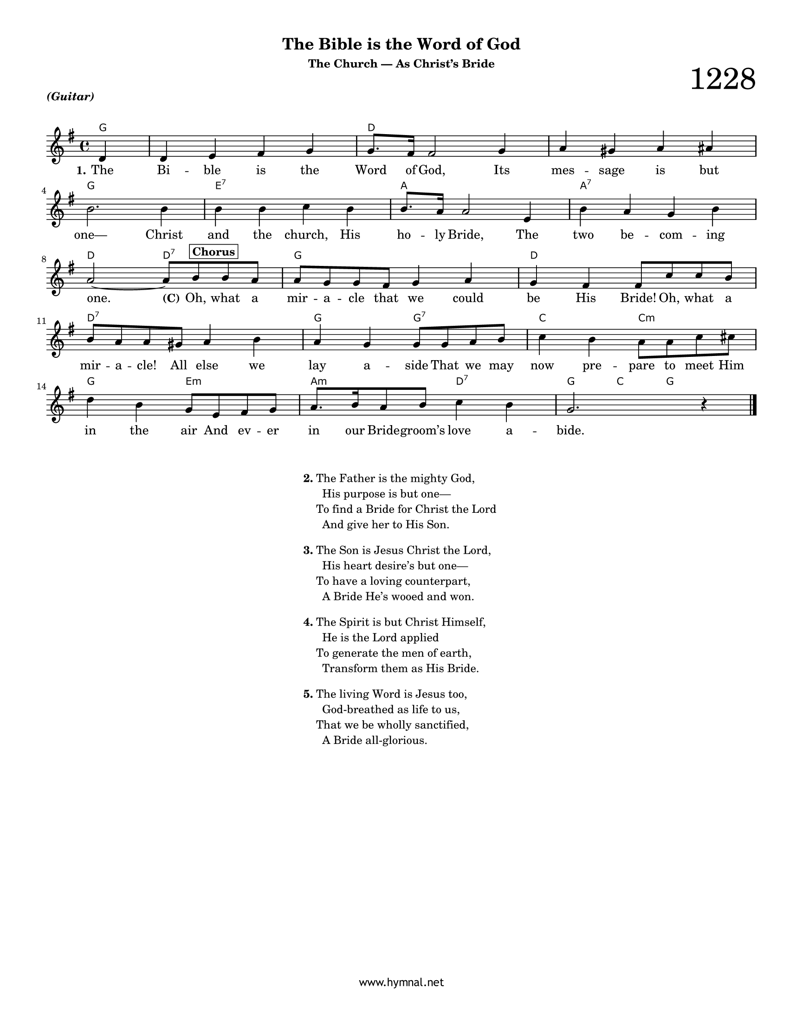 The Bible is the Word of God
The Church — As Christ's Bride
1228
(Guitar)
G D
1. The Bi - ble is the Word of God, Its mes - sage is but
4 G E7 A A7
one— Christ and the church, His ho - ly Bride, The two be - com - ing
8 D D7 Chorus G D
one. (C) Oh, what a mir - a - cle that we could be His Bride! Oh, what a
11 D7 G G7 C Cm
mir - a - cle! All else we lay a - side That we may now pre - pare to meet Him
14 G Em Am D7 G C G
in the air And ev - er in our Bridegroom's love a - bide.
2. The Father is the mighty God,
His purpose is but one—
To find a Bride for Christ the Lord
And give her to His Son.
3. The Son is Jesus Christ the Lord,
His heart desire's but one—
To have a loving counterpart,
A Bride He's wooed and won.
4. The Spirit is but Christ Himself,
He is the Lord applied
To generate the men of earth,
Transform them as His Bride.
5. The living Word is Jesus too,
God-breathed as life to us,
That we be wholly sanctified,
A Bride all-glorious.
www.hymnal.net